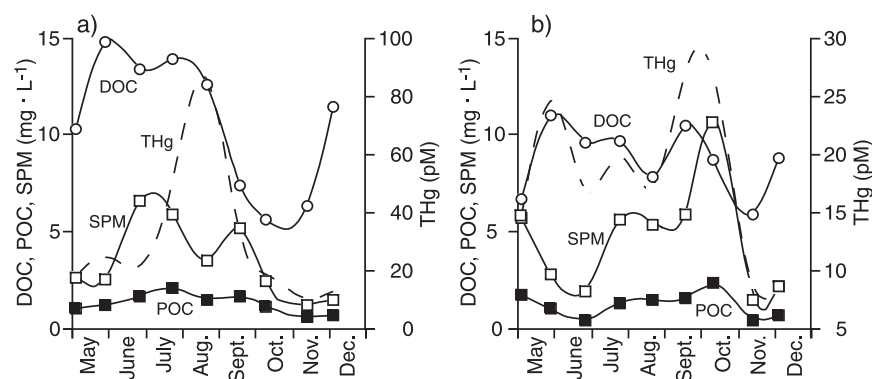 a)
15
10
5
0
DOC, POC, SPM (mg · L⁻¹)
DOC
THg
SPM
POC
100
80
60
40
20
0
THg (pM)
May
June
July
Aug.
Sept.
Oct.
Nov.
Dec.
b)
15
10
5
0
DOC, POC, SPM (mg · L⁻¹)
THg
DOC
SPM
POC
30
25
20
15
10
5
THg (pM)
May
June
July
Aug.
Sept.
Oct.
Nov.
Dec.